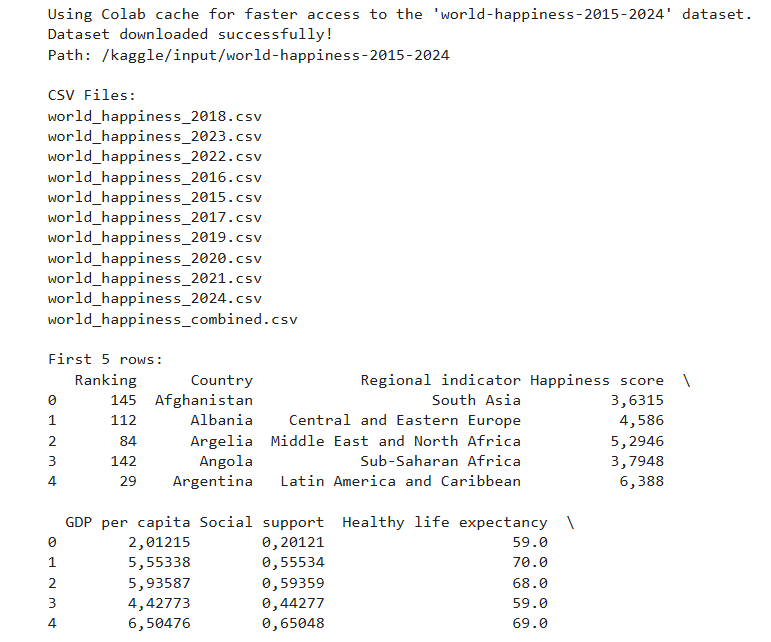 Using Colab cache for faster access to the 'world-happiness-2015-2024' dataset.
Dataset downloaded successfully!
Path: /kaggle/input/world-happiness-2015-2024
CSV Files:
world_happiness_2018.csv
world_happiness_2023.csv
world_happiness_2022.csv
world_happiness_2016.csv
world_happiness_2015.csv
world_happiness_2017.csv
world_happiness_2019.csv
world_happiness_2020.csv
world_happiness_2021.csv
world_happiness_2024.csv
world_happiness_combined.csv
First 5 rows:
Ranking Country Regional indicator Happiness score \
0 145 Afghanistan South Asia 3,6315
1 112 Albania Central and Eastern Europe 4,586
2 84 Argelia Middle East and North Africa 5,2946
3 142 Angola Sub-Saharan Africa 3,7948
4 29 Argentina Latin America and Caribbean 6,388
GDP per capita Social support Healthy life expectancy \
0 2,01215 0,20121 59.0
1 5,55338 0,55534 70.0
2 5,93587 0,59359 68.0
3 4,42773 0,44277 59.0
4 6,50476 0,65048 69.0